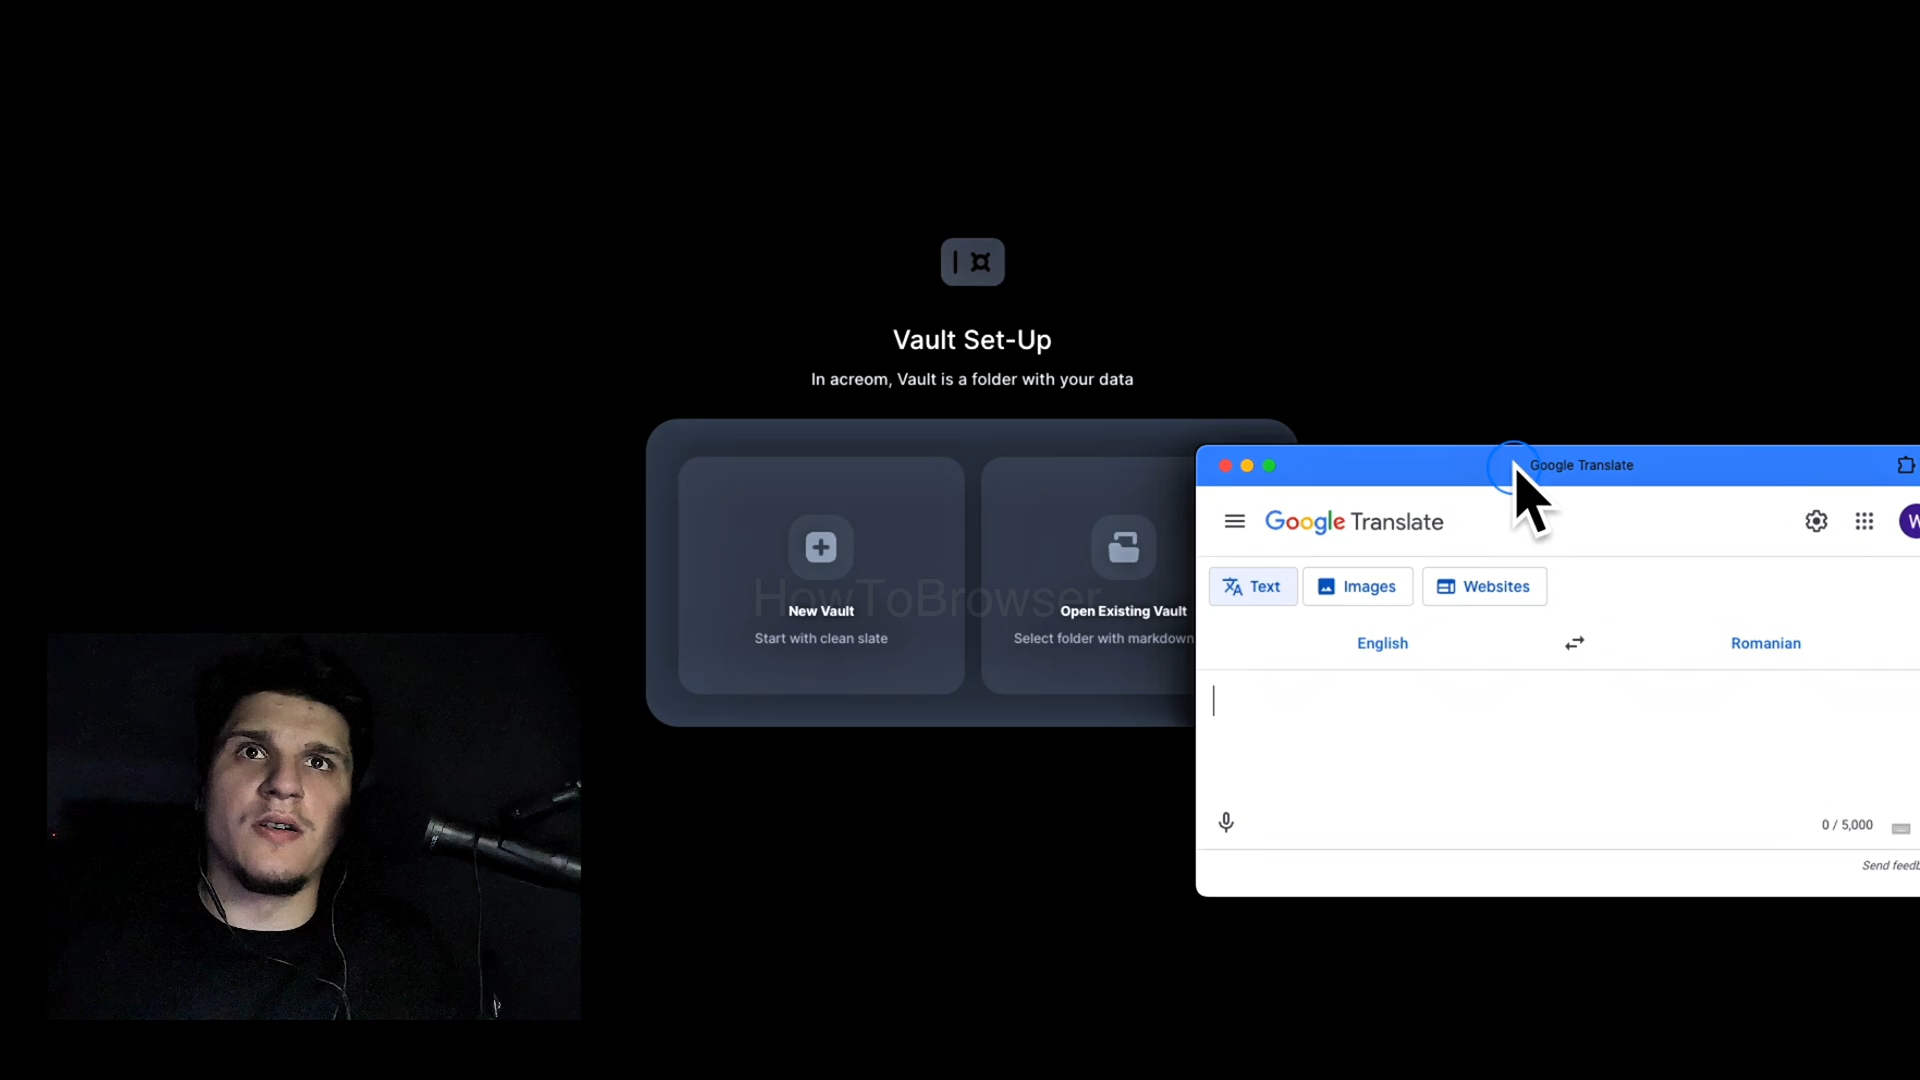 Vault Set-Up
In acreom, Vault is a folder with your data
HowToBrowser
New Vault
Start with clean slate
Open Existing Vault
Select folder with markdown
Google Translate
Google Translate
W
Text
Images
Websites
English
Romanian
0 / 5,000
Send feedb